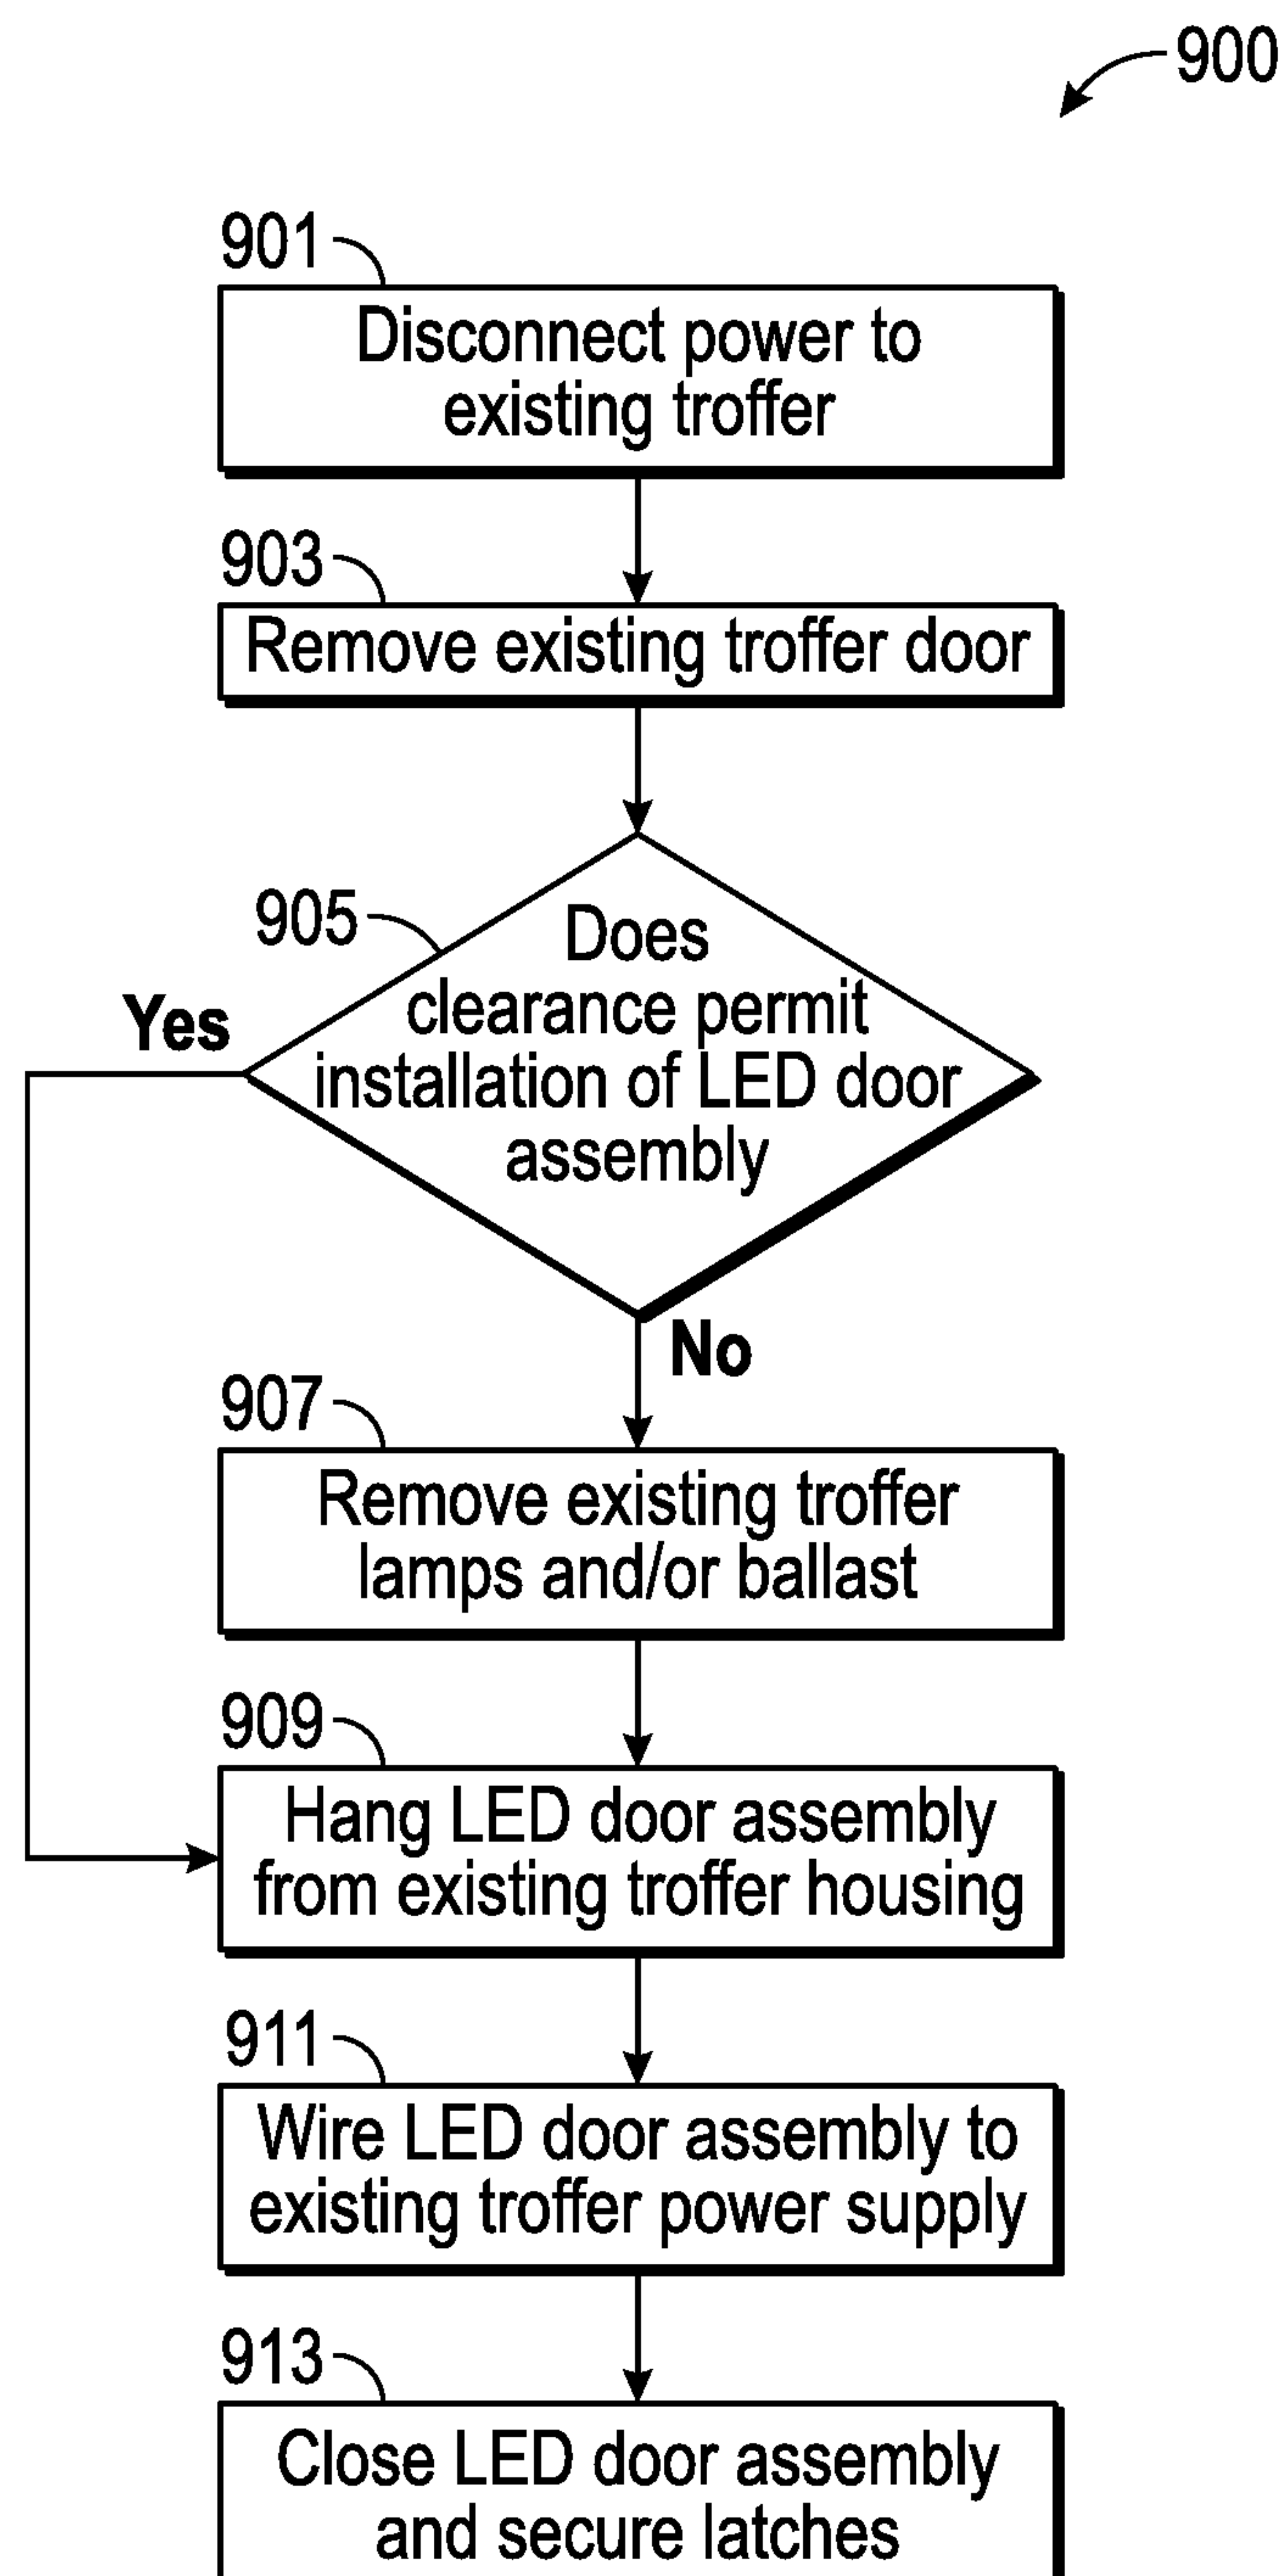 900
901
Disconnect power to
existing troffer
903
Remove existing troffer door
905
Does
clearance permit
installation of LED door
assembly
Yes
No
907
Remove existing troffer
lamps and/or ballast
909
Hang LED door assembly
from existing troffer housing
911
Wire LED door assembly to
existing troffer power supply
913
Close LED door assembly
and secure latches